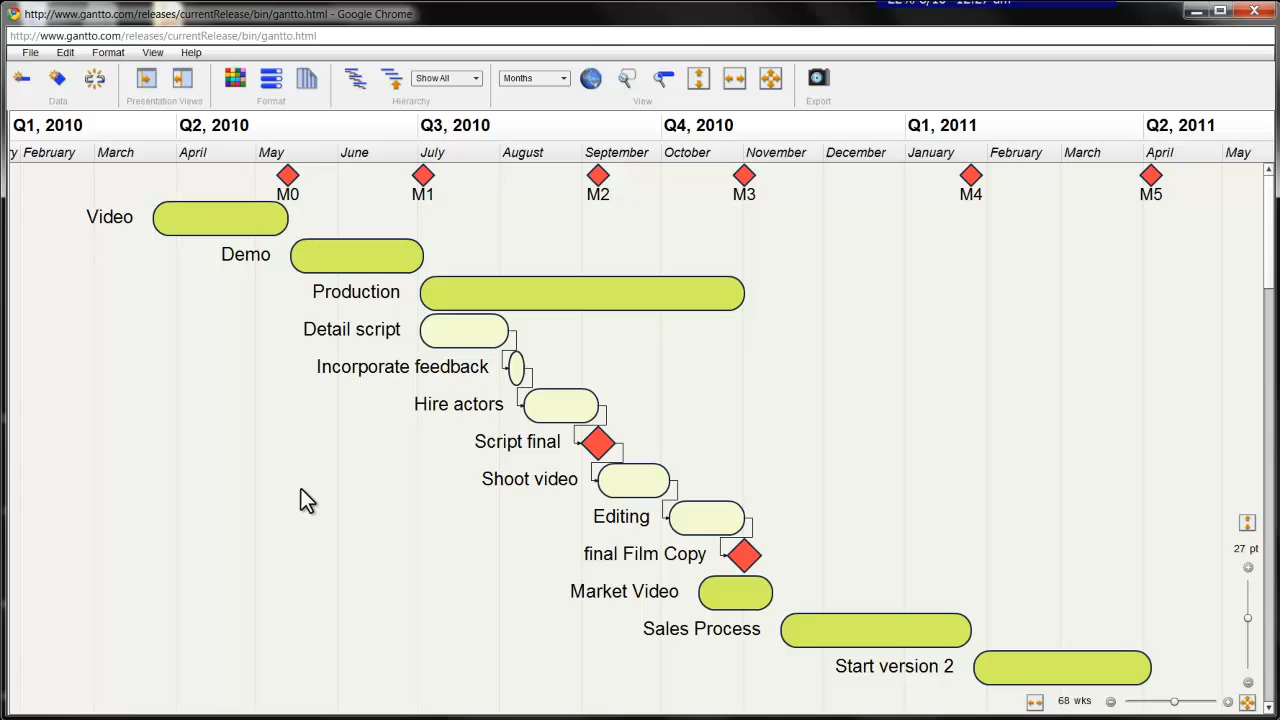 http://www.gantto.com/releases/currentRelease/bin/gantto.html - Google Chrome
http://www.gantto.com/releases/currentRelease/bin/gantto.html
File Edit Format View Help
Show All Months
Data Presentation Views Format Hierarchy View Export
Q1, 2010 Q2, 2010 Q3, 2010 Q4, 2010 Q1, 2011 Q2, 2011
y February March April May June July August September October November December January February March April May
M0 M1 M2 M3 M4 M5
Video
Demo
Production
Detail script
Incorporate feedback
Hire actors
Script final
Shoot video
Editing
27 pt
final Film Copy
Market Video
Sales Process
Start version 2
68 wks